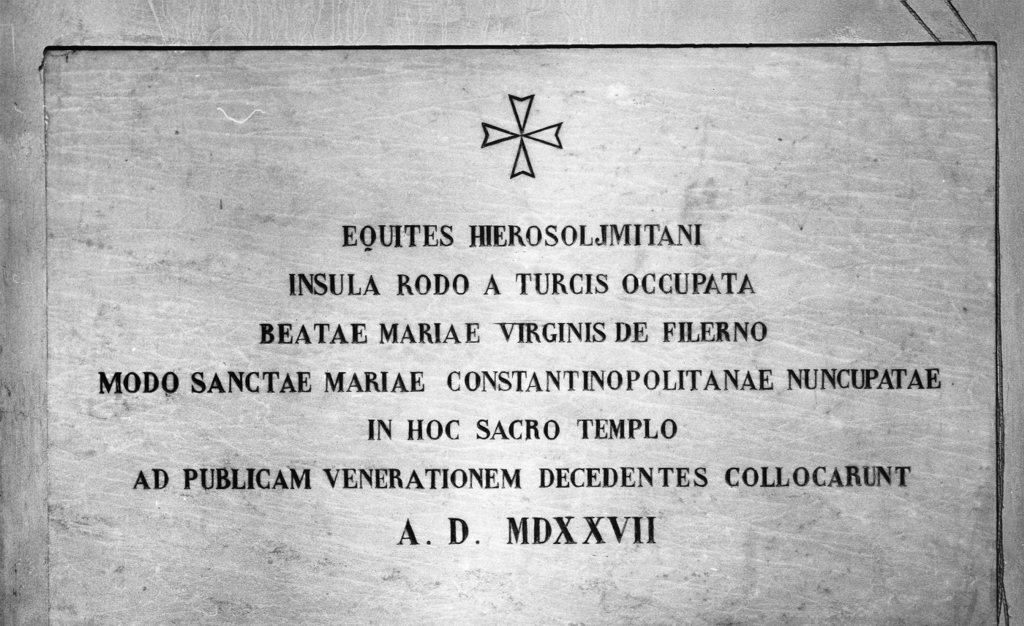 EQUITES HIEROSOLJMITANI
INSULA RODO A TURCIS OCCUPATA
BEATAE MARIAE VIRGINIS DE FILERNO
MODO SANCTAE MARIAE CONSTANTINOPOLITANAE NUNCUPATAE
IN HOC SACRO TEMPLO
AD PUBLICAM VENERATIONEM DECEDENTES COLLOCARUNT
A. D. MDXXVII